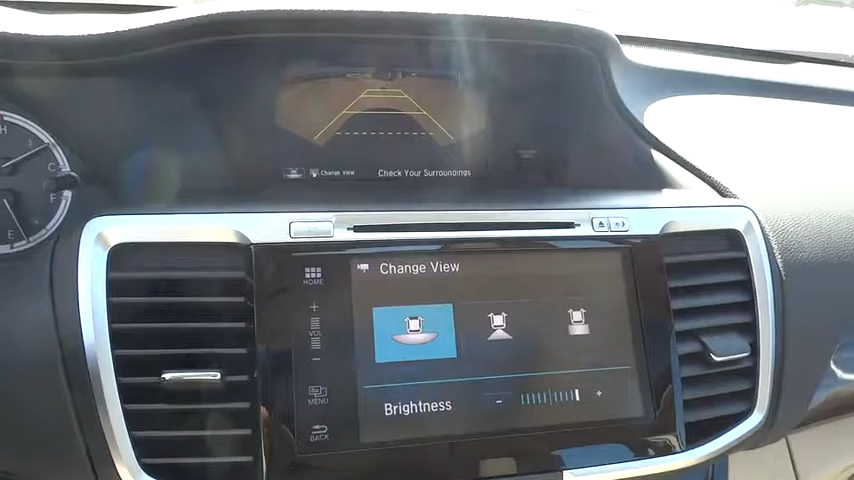 H
C
F
E
Change View
Check Your Surroundings
Change View
HOME
+
VOL
−
MENU
BACK
Brightness
-
+